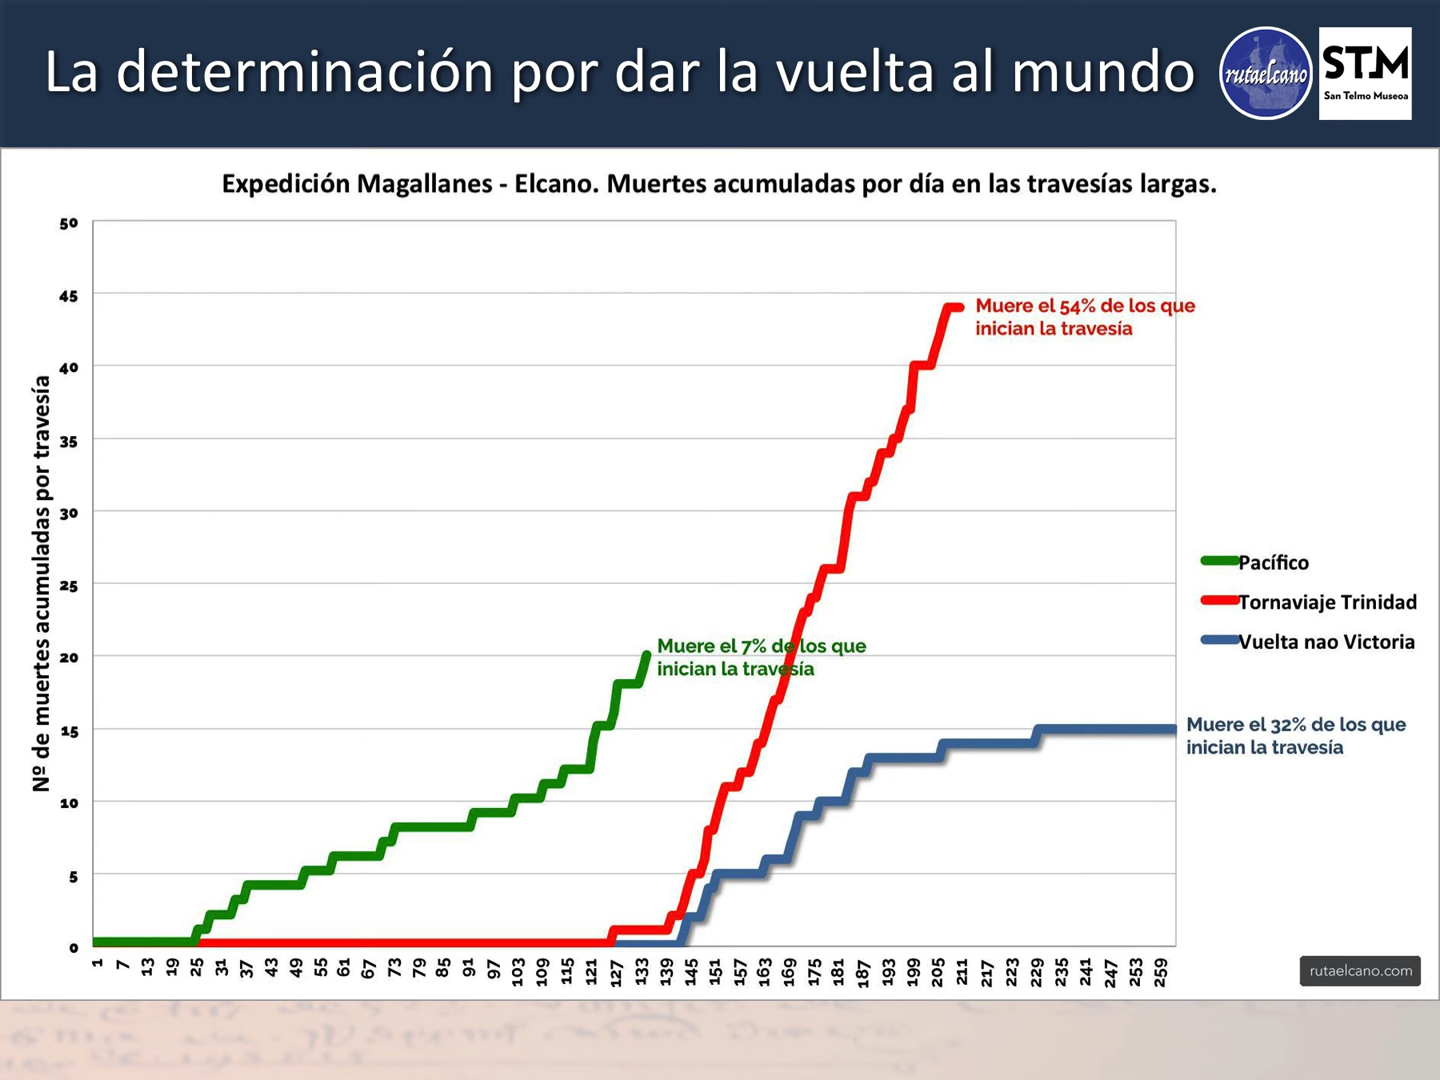 La determinación por dar la vuelta al mundo
rutaelcano
STM
San Telmo Museoa
Expedición Magallanes - Elcano. Muertes acumuladas por día en las travesías largas.
Nº de muertes acumuladas por travesía
50
45
40
35
30
25
20
15
10
5
0
Muere el 54% de los que
inician la travesía
Muere el 7% de los que
inician la travesía
Muere el 32% de los que
inician la travesía
Pacífico
Tornaviaje Trinidad
Vuelta nao Victoria
1 7 13 19 25 31 37 43 49 55 61 67 73 79 85 91 97 103 109 115 121 127 133 139 145 151 157 163 169 175 181 187 193 199 205 211 217 223 229 235 241 247 253 259
rutaelcano.com